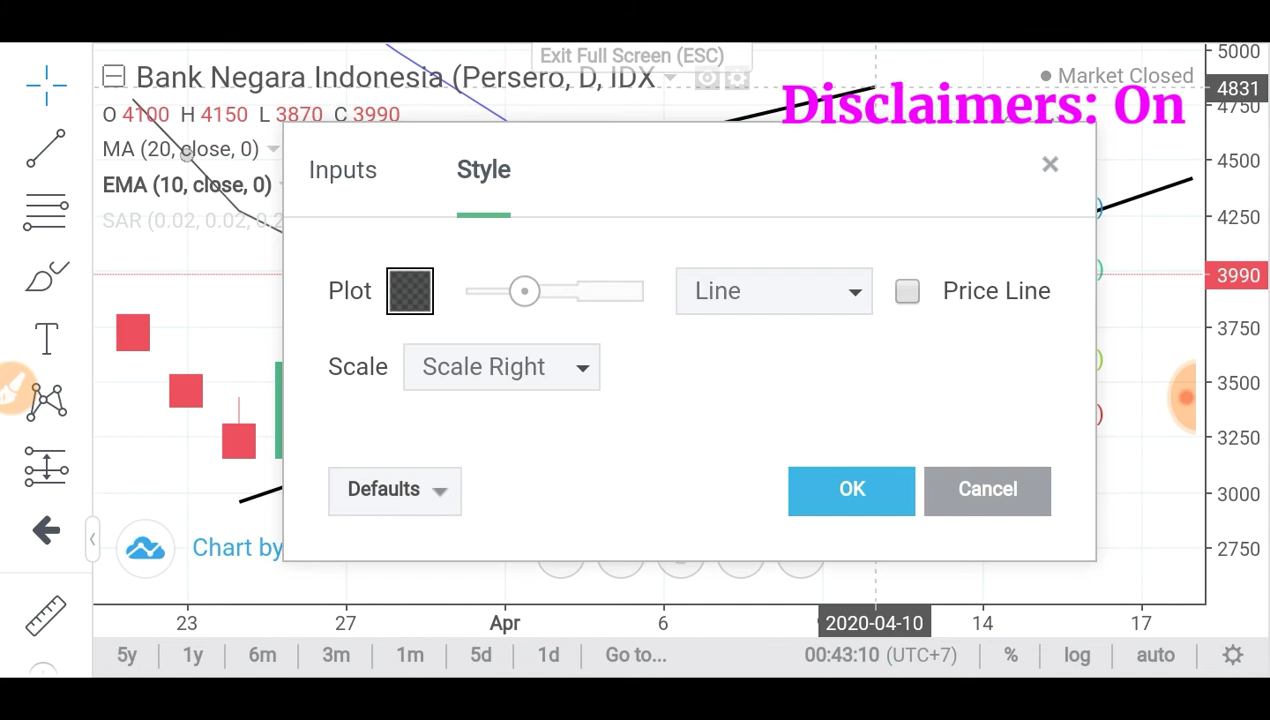 Exit Full Screen (ESC)
Bank Negara Indonesia (Persero, D, IDX
Market Closed
Disclaimers: On
O 4100 H 4150 L 3870 C 3990
MA (20, close, 0)
EMA (10, close, 0)
SAR (0.02, 0.02, 0.2
Inputs
Style
×
Plot
Line
Price Line
Scale
Scale Right
Defaults
OK
Cancel
Chart by
5000
4831
4750
4500
4250
3990
3750
3500
3250
3000
2750
23 27 Apr 6 2020-04-10 14 17
5y 1y 6m 3m 1m 5d 1d Go to... 00:43:10 (UTC+7) % log auto